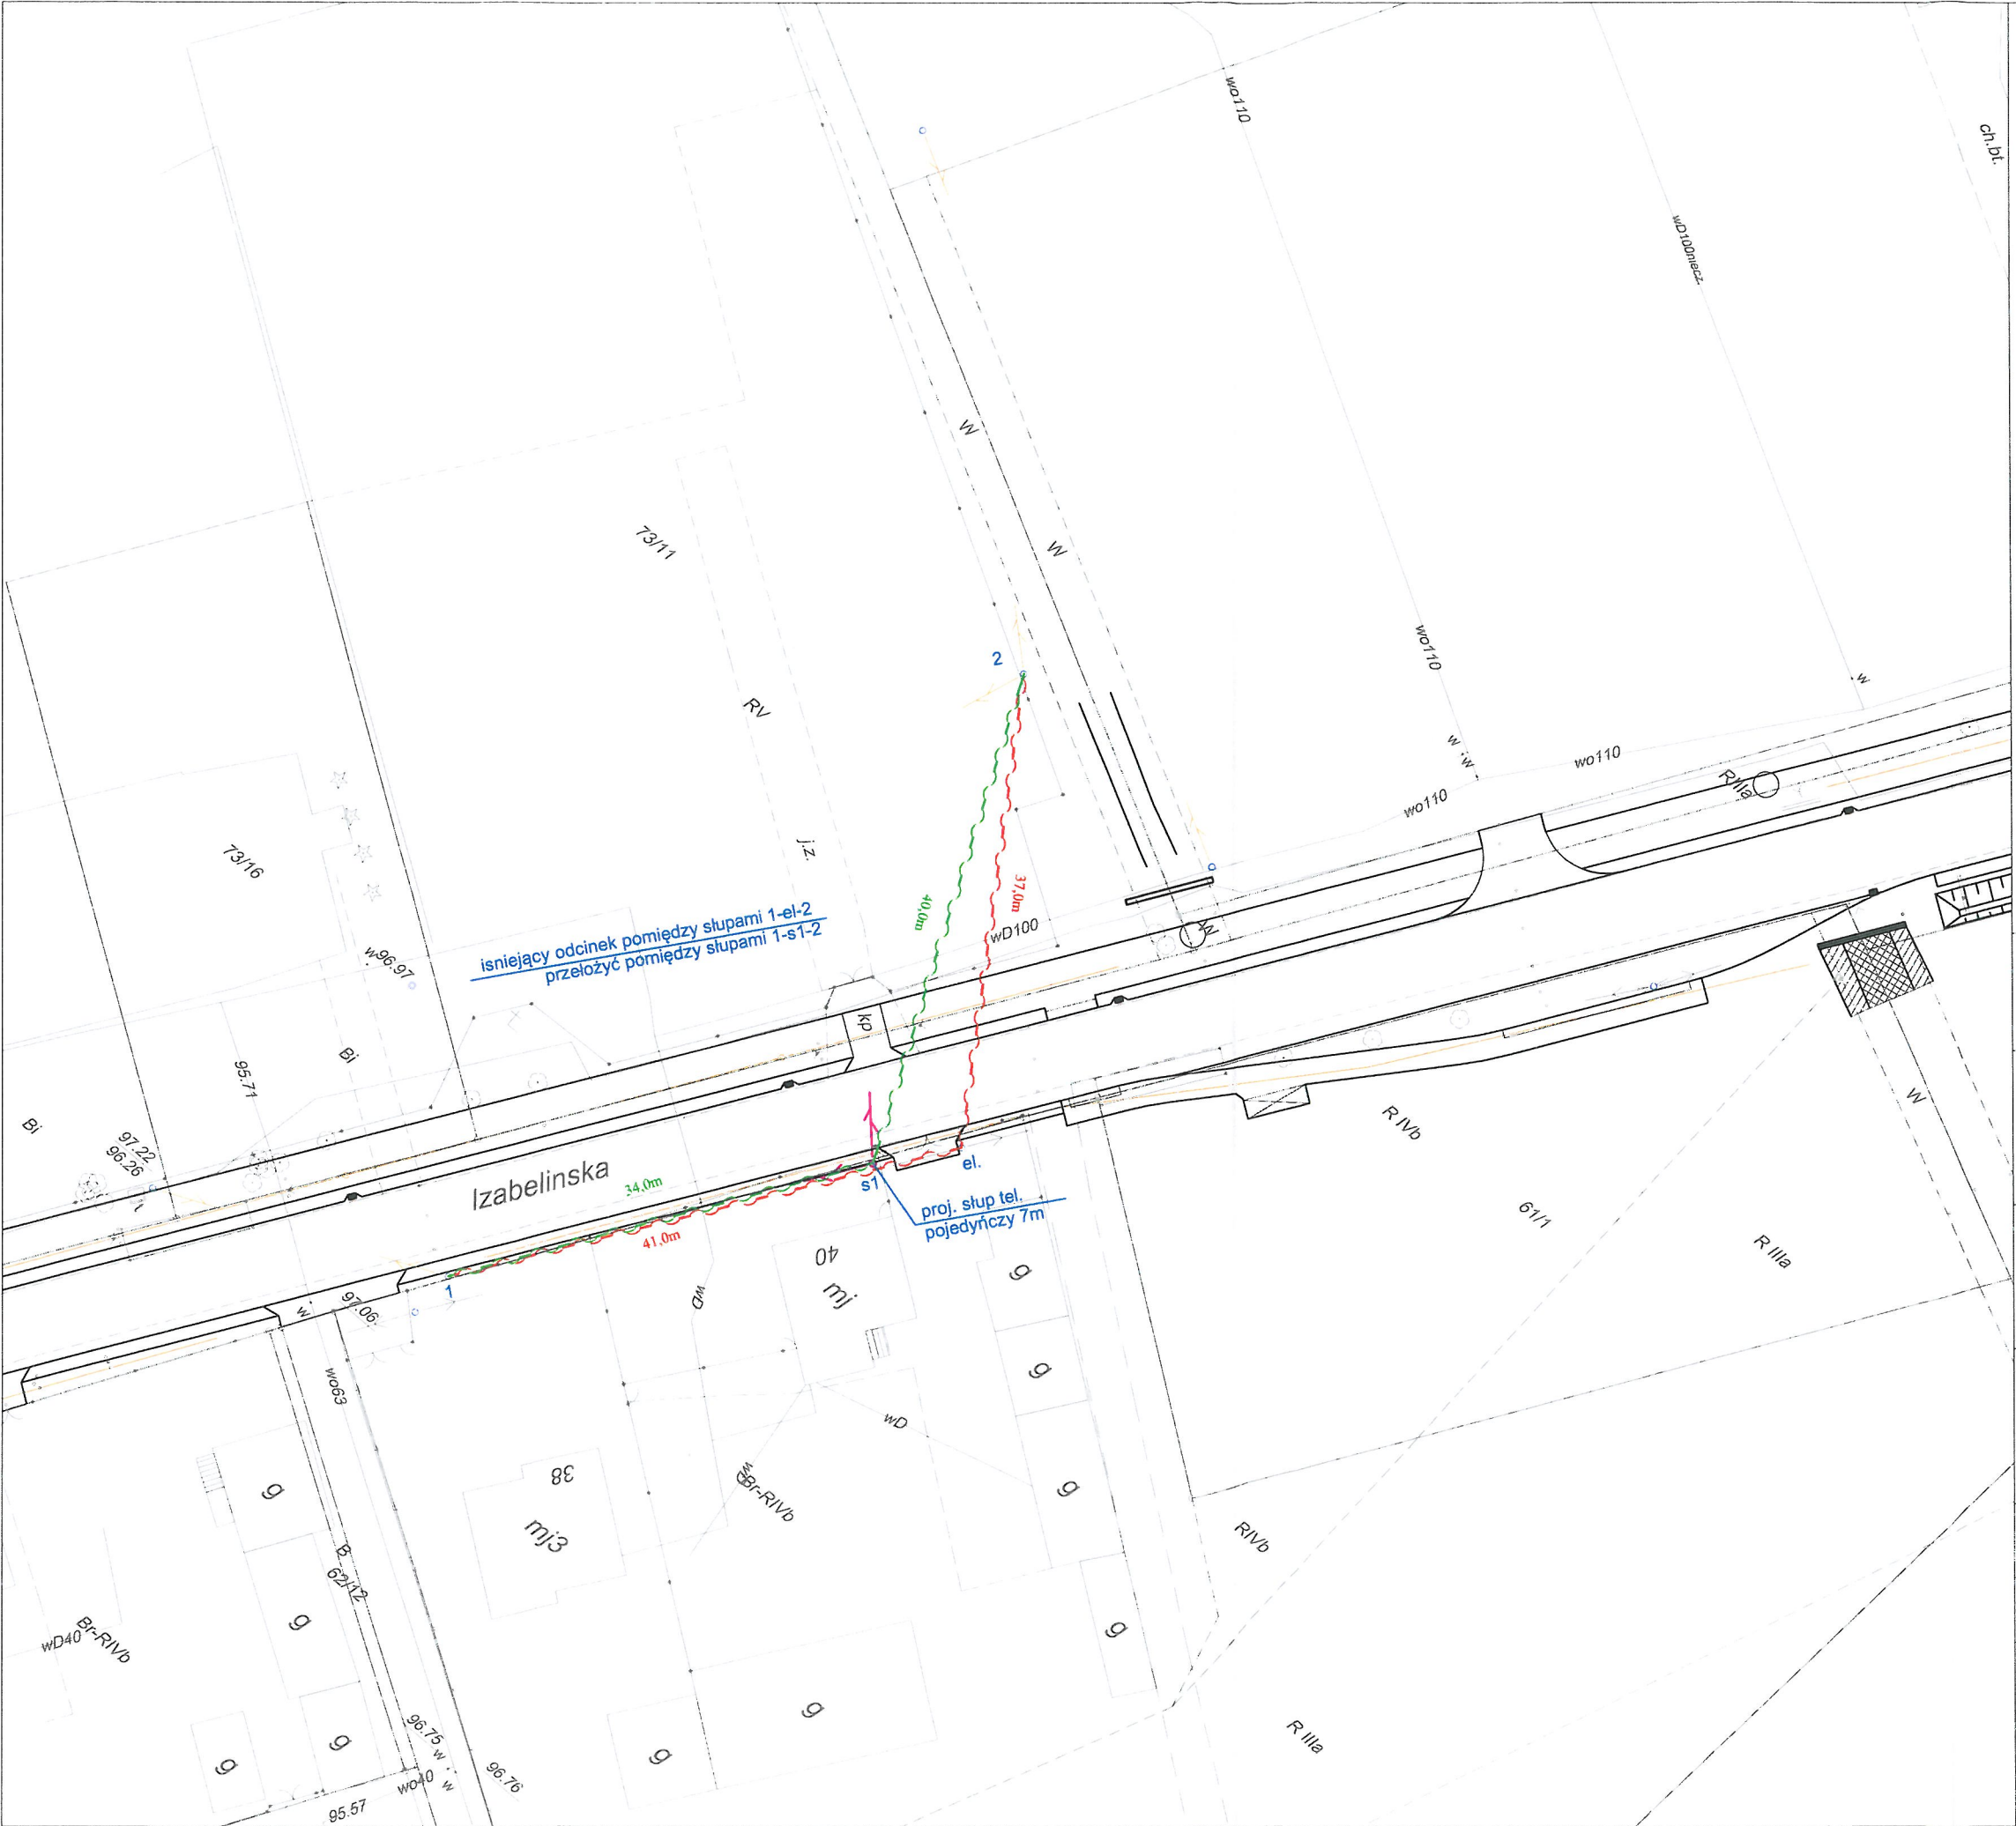 wo110
ch.bt.
wD100niecz.
W
73/11
W
2
wo110
w
RV
w
w
wo110
RIIIa
wo110
j.z.
73/16
37,0m
40,0m
isniejący odcinek pomiędzy słupami 1-el-2
przełożyć pomiędzy słupami 1-s1-2
wD100
W
w96.97
kp
Bi
95.71
W
Bi
R IVb
97.22
96.26
Izabelinska
34,0m
s1
el.
proj. słup tel.
pojedyńczy 7m
61/1
41,0m
R IIIa
40
g
mj
1
w
97.06
wD
wo63
g
wD
38
g
g
wD
Br-RIVb
mj3
RIVb
B
62/12
g
g
wD40
Br-RIVb
g
96.75
g
g
g
R IIIa
w
w
wo40
96.76
95.57